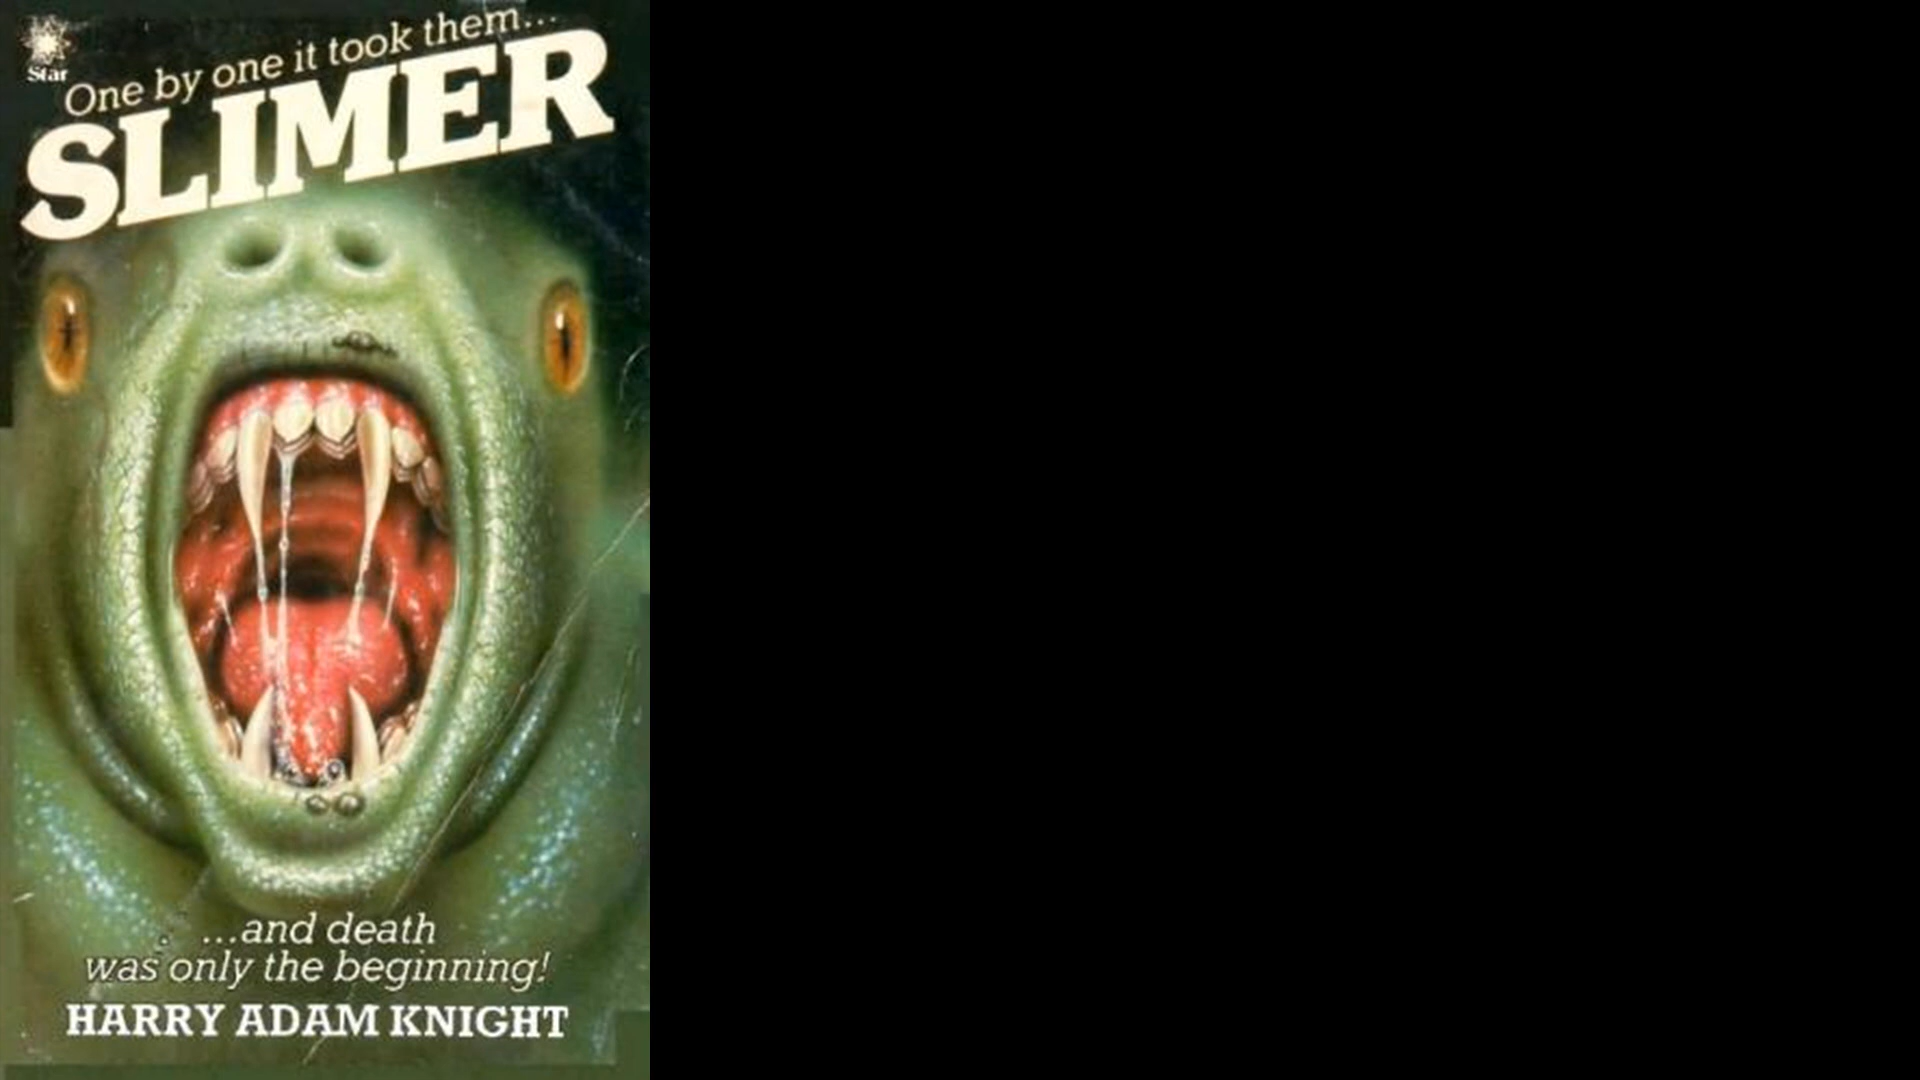 Star
One by one it took them...
SLIMER
...and death
was only the beginning!
HARRY ADAM KNIGHT